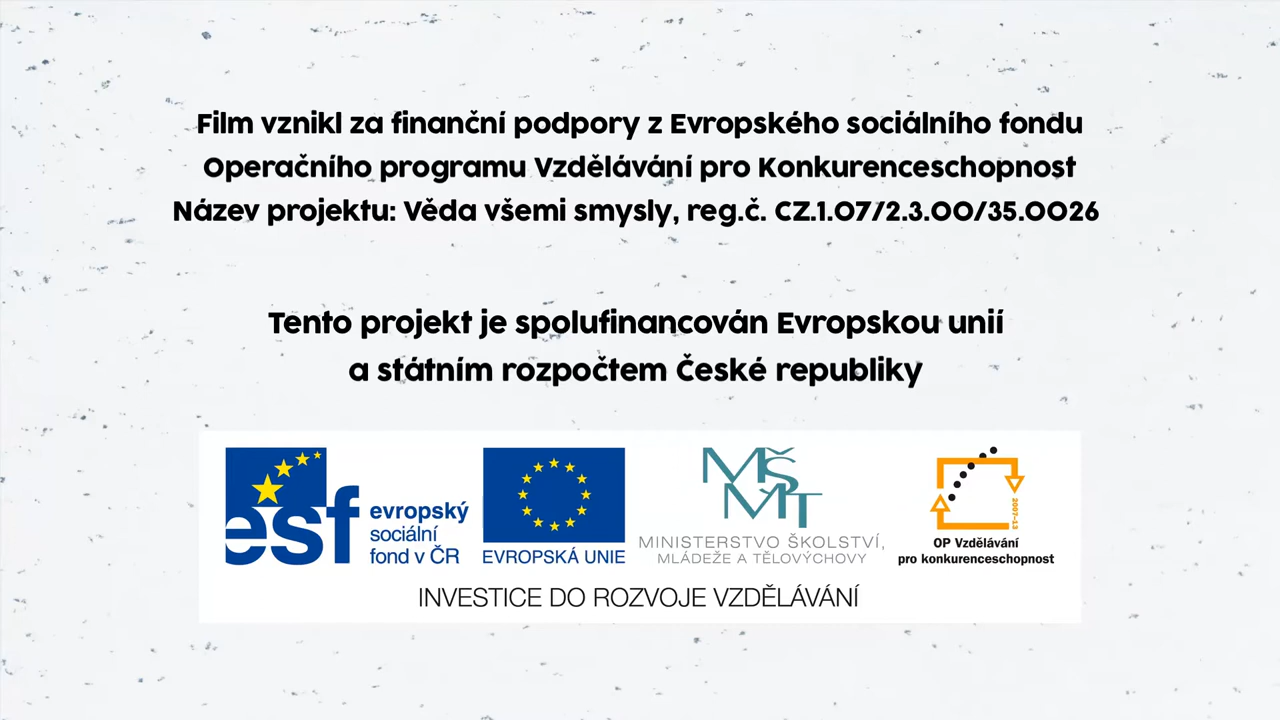 Film vznikl za finanční podpory z Evropského sociálního fondu
Operačního programu Vzdělávání pro Konkurenceschopnost
Název projektu: Věda všemi smysly, reg.č. CZ.1.07/2.3.00/35.0026
Tento projekt je spolufinancován Evropskou unií
a státním rozpočtem České republiky
esf
evropský
sociální
fond v ČR
EVROPSKÁ UNIE
MŠMT
MINISTERSTVO ŠKOLSTVÍ,
MLÁDEŽE A TĚLOVÝCHOVY
2007-13
OP Vzdělávání
pro konkurenceschopnost
INVESTICE DO ROZVOJE VZDĚLÁVÁNÍ